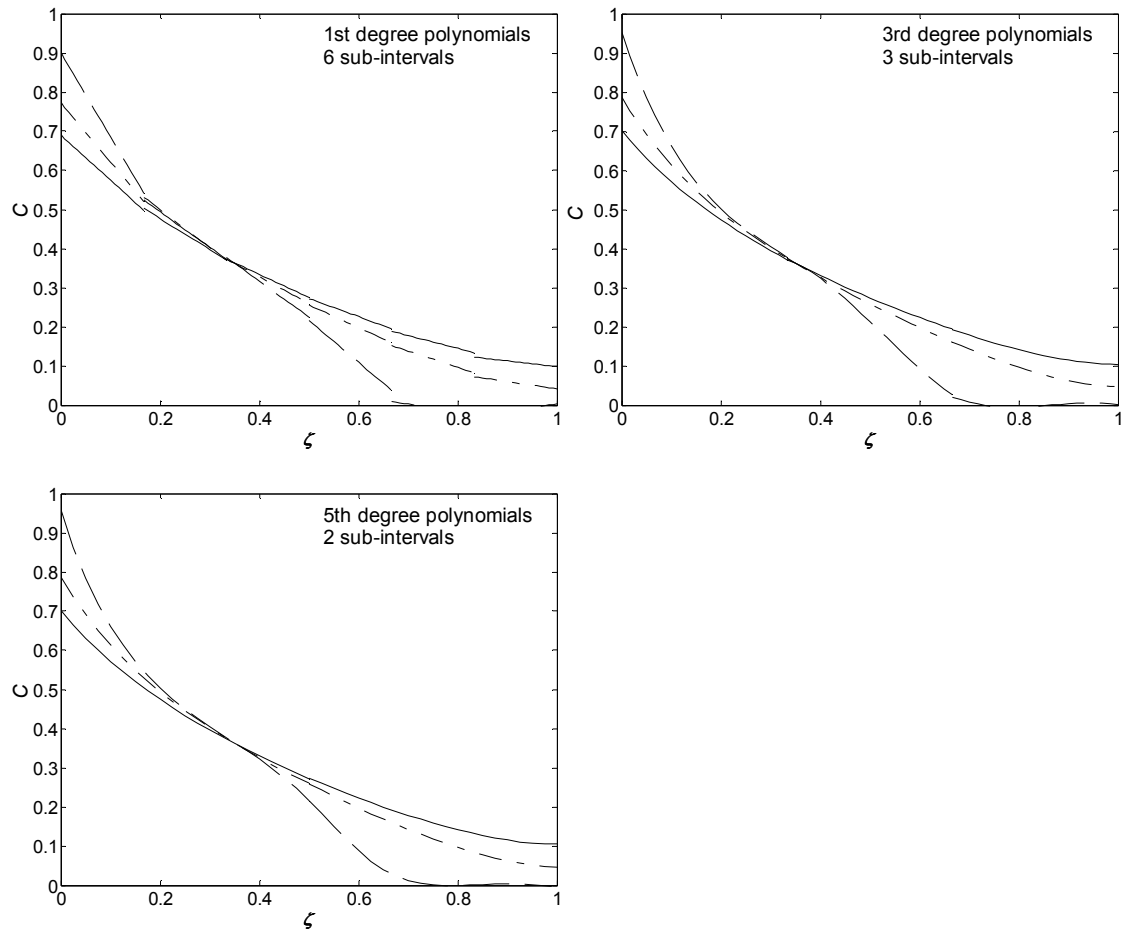 1st degree polynomials
6 sub-intervals
1
0.9
0.8
0.7
0.6
0.5
0.4
0.3
0.2
0.1
0
C
0 0.2 0.4 0.6 0.8 1
ζ
3rd degree polynomials
3 sub-intervals
1
0.9
0.8
0.7
0.6
0.5
0.4
0.3
0.2
0.1
0
C
0 0.2 0.4 0.6 0.8 1
ζ
5th degree polynomials
2 sub-intervals
1
0.9
0.8
0.7
0.6
0.5
0.4
0.3
0.2
0.1
0
C
0 0.2 0.4 0.6 0.8 1
ζ